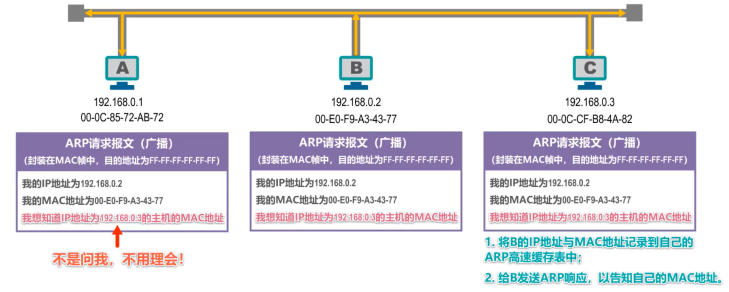 A
B
C
192.168.0.1
00-0C-85-72-AB-72
192.168.0.2
00-E0-F9-A3-43-77
192.168.0.3
00-0C-CF-B8-4A-82
ARP请求报文（广播）
（封装在MAC帧中，目的地址为FF-FF-FF-FF-FF-FF）
我的IP地址为192.168.0.2
我的MAC地址为00-E0-F9-A3-43-77
我想知道IP地址为192.168.0.3的主机的MAC地址
ARP请求报文（广播）
（封装在MAC帧中，目的地址为FF-FF-FF-FF-FF-FF）
我的IP地址为192.168.0.2
我的MAC地址为00-E0-F9-A3-43-77
我想知道IP地址为192.168.0.3的主机的MAC地址
ARP请求报文（广播）
（封装在MAC帧中，目的地址为FF-FF-FF-FF-FF-FF）
我的IP地址为192.168.0.2
我的MAC地址为00-E0-F9-A3-43-77
我想知道IP地址为192.168.0.3的主机的MAC地址
不是问我，不用理会！
1. 将B的IP地址与MAC地址记录到自己的
ARP高速缓存表中；
2. 给B发送ARP响应，以告知自己的MAC地址。